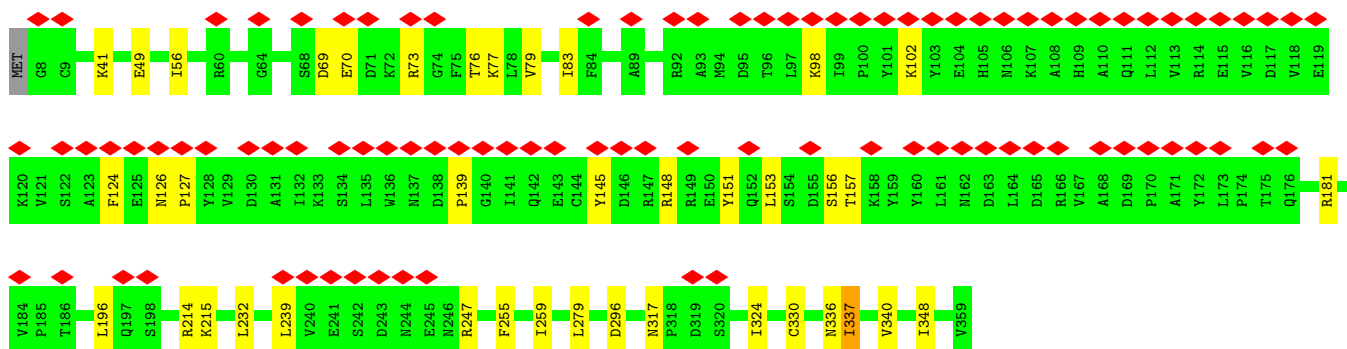 MET G8 C9 K41 E49 I56 R60 G64 S68 D69 E70 D71 K72 R73 G74 F75 T76 K77 L78 V79 I83 F84 A89 R92 A93 M94 D95 T96 L97 K98 I99 P100 Y101 K102 Y103 E104 H105 N106 K107 A108 H109 A110 Q111 L112 V113 R114 E115 V116 D117 V118 E119
K120 V121 S122 A123 F124 E125 N126 P127 Y128 V129 D130 A131 I132 K133 S134 L135 W136 N137 D138 P139 G140 I141 Q142 E143 C144 Y145 D146 R147 R148 R149 E150 Y151 Q152 L153 S154 D155 S156 T157 K158 Y159 Y160 L161 N162 D163 L164 D165 R166 V167 A168 D169 P170 A171 Y172 L173 P174 T175 Q176 R181
V184 P185 T186 L196 Q197 S198 R214 K215 L232 L239 V240 E241 S242 D243 N244 E245 N246 R247 F255 I259 L279 D296 N317 P318 D319 S320 I324 C330 N336 I337 V340 I348 V359